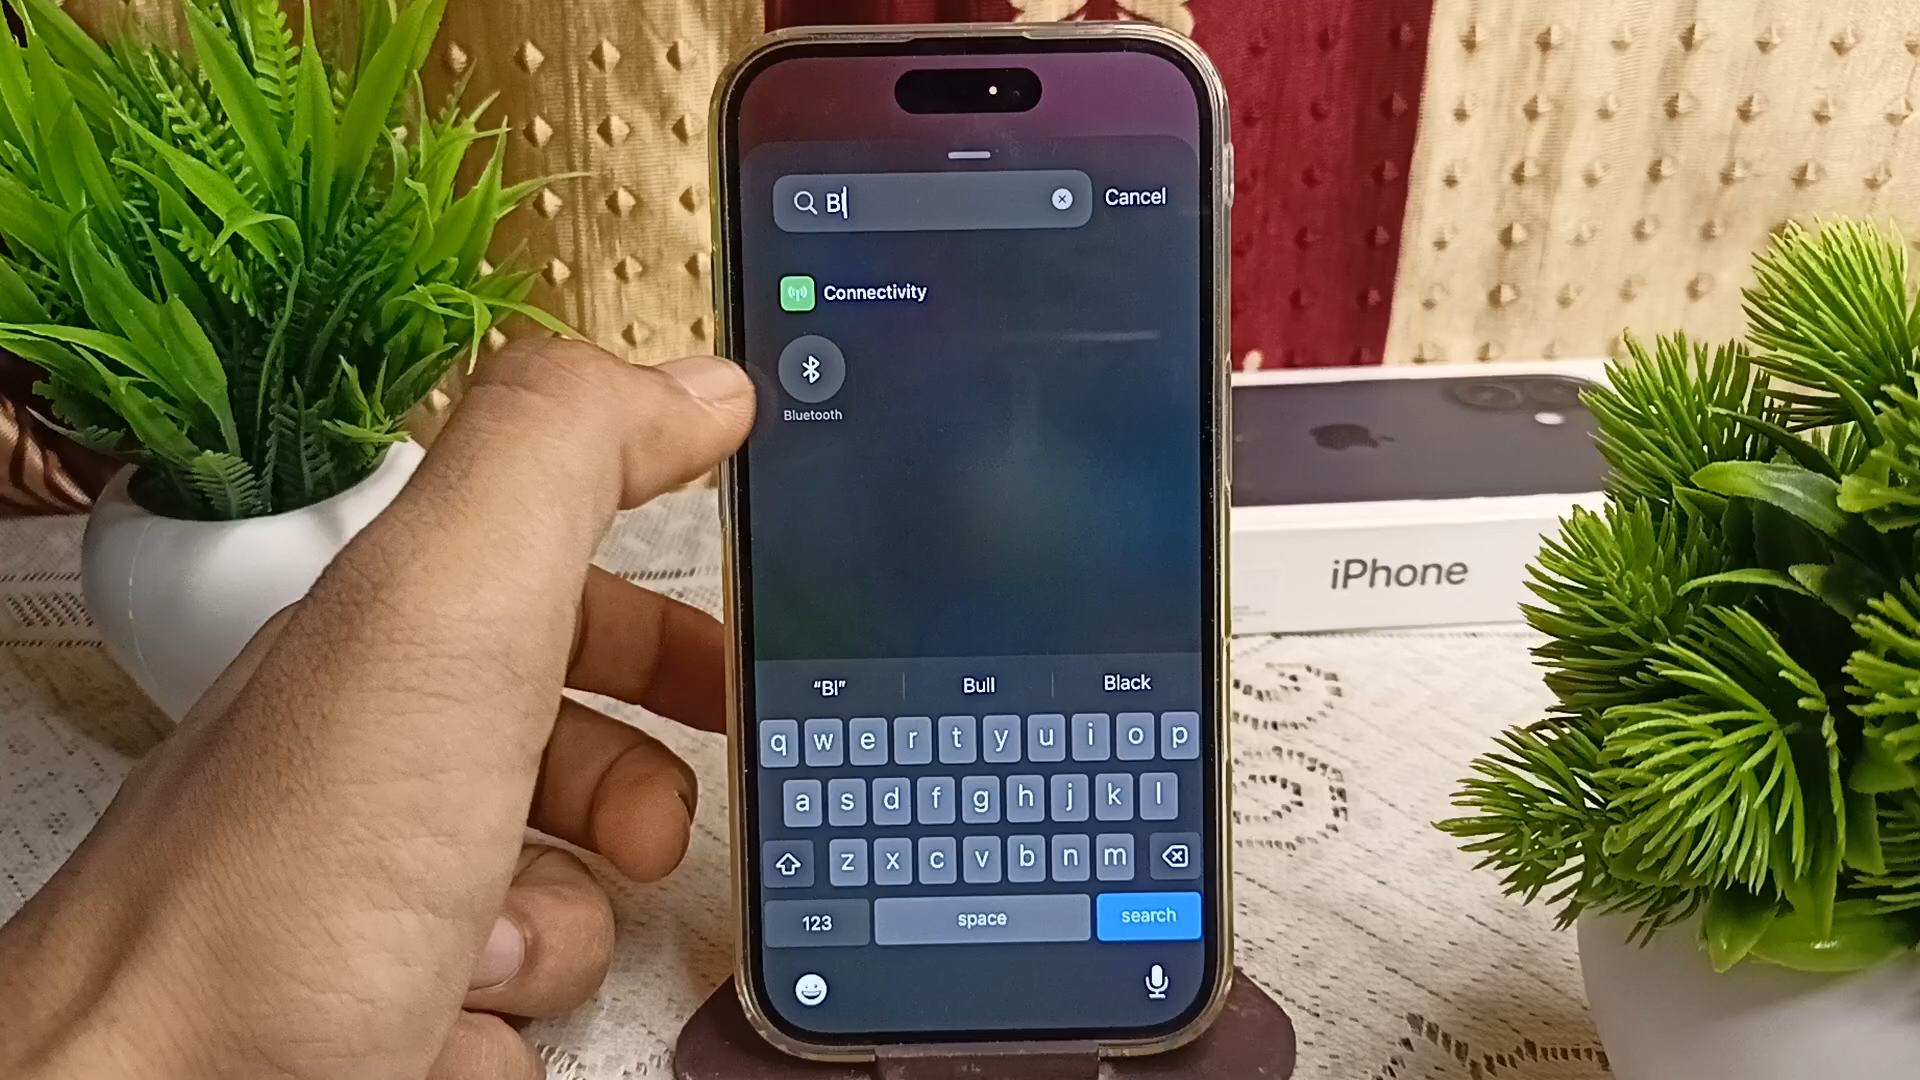 Bl
Cancel
Connectivity
Bluetooth
“Bl”
Bull
Black
q w e r t y u i o p
a s d f g h j k l
z x c v b n m
123
space
search
iPhone